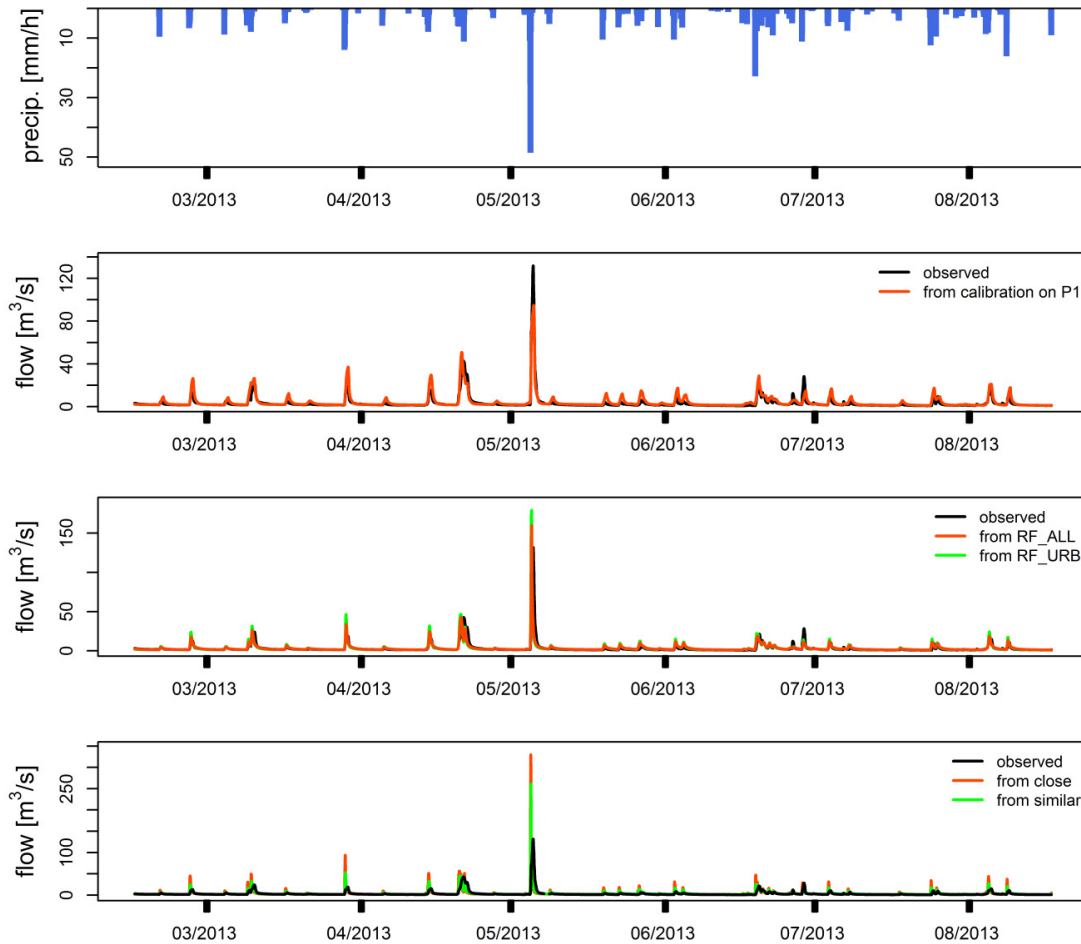 precip. [mm/h]
10
30
50
03/2013 04/2013 05/2013 06/2013 07/2013 08/2013
flow [m³/s]
0 40 80 120
observed
from calibration on P1
03/2013 04/2013 05/2013 06/2013 07/2013 08/2013
flow [m³/s]
0 50 150
observed
from RF_ALL
from RF_URB
03/2013 04/2013 05/2013 06/2013 07/2013 08/2013
flow [m³/s]
0 100 250
observed
from close
from similar
03/2013 04/2013 05/2013 06/2013 07/2013 08/2013